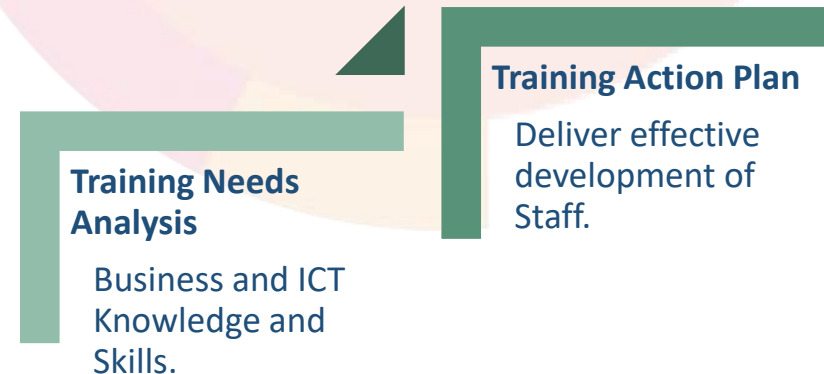 Training Needs
Analysis
Business and ICT
Knowledge and
Skills.
Training Action Plan
Deliver effective
development of
Staff.